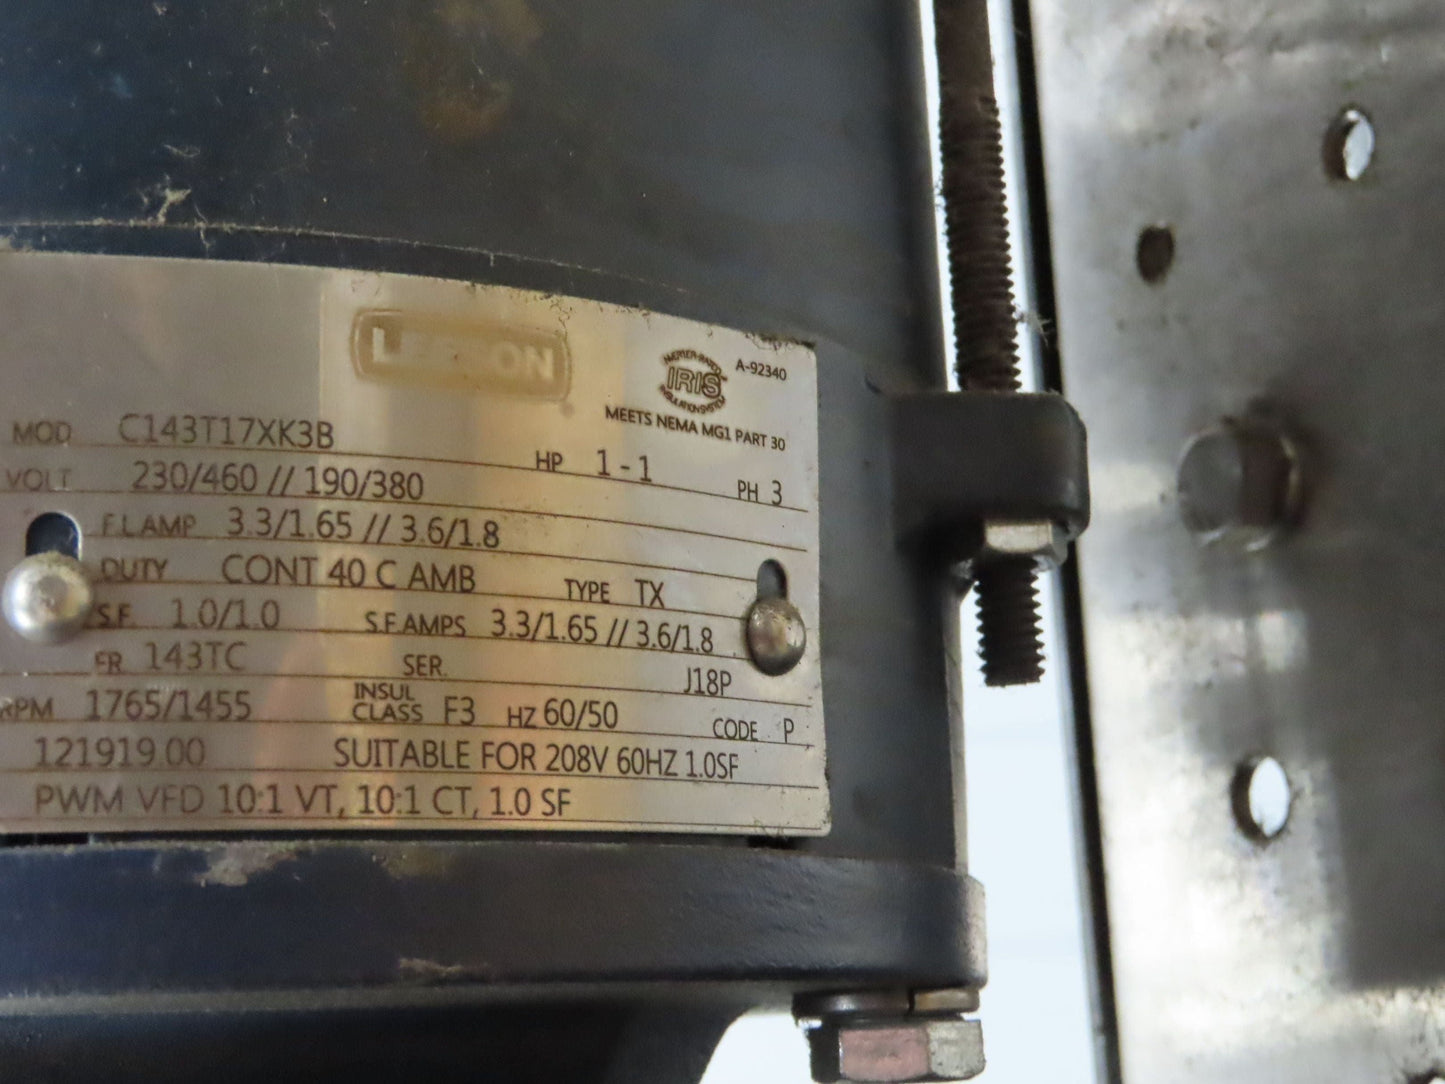 LEESON
INVERTER-RATED
IRIS
INSULATION SYSTEM
A-92340
MEETS NEMA MG1 PART 30
MOD C143T17XK3B
HP 1 - 1
VOLT 230/460 // 190/380
PH 3
F.L.AMP 3.3/1.65 // 3.6/1.8
DUTY CONT 40 C AMB TYPE TX
S.F. 1.0/1.0 S.F.AMPS 3.3/1.65 // 3.6/1.8
FR 143TC SER. J18P
RPM 1765/1455 INSUL CLASS F3 HZ 60/50 CODE P
121919.00 SUITABLE FOR 208V 60HZ 1.0SF
PWM VFD 10:1 VT, 10:1 CT, 1.0 SF